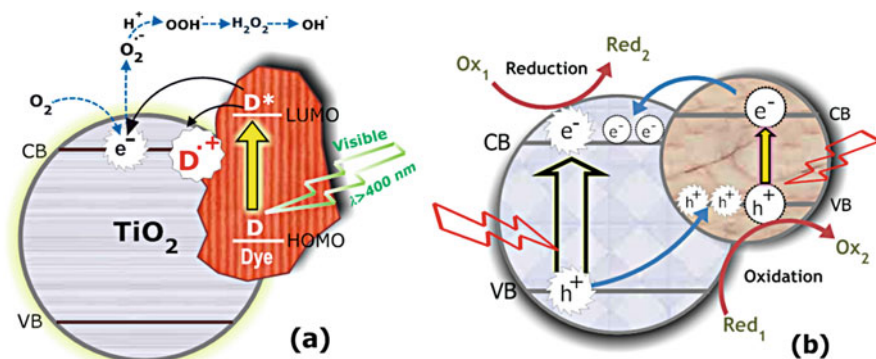 H⁺ OOH˙ H₂O₂ OH˙
O₂˙⁻
O₂
D*
LUMO
CB
e⁻
D˙⁺
Visible
λ>400 nm
TiO₂
D
HOMO
Dye
VB
(a)
Ox₁
Reduction
Red₂
CB
e⁻
e⁻
e⁻
e⁻
CB
h⁺
h⁺
h⁺
VB
Ox₂
VB
h⁺
Oxidation
Red₁
(b)